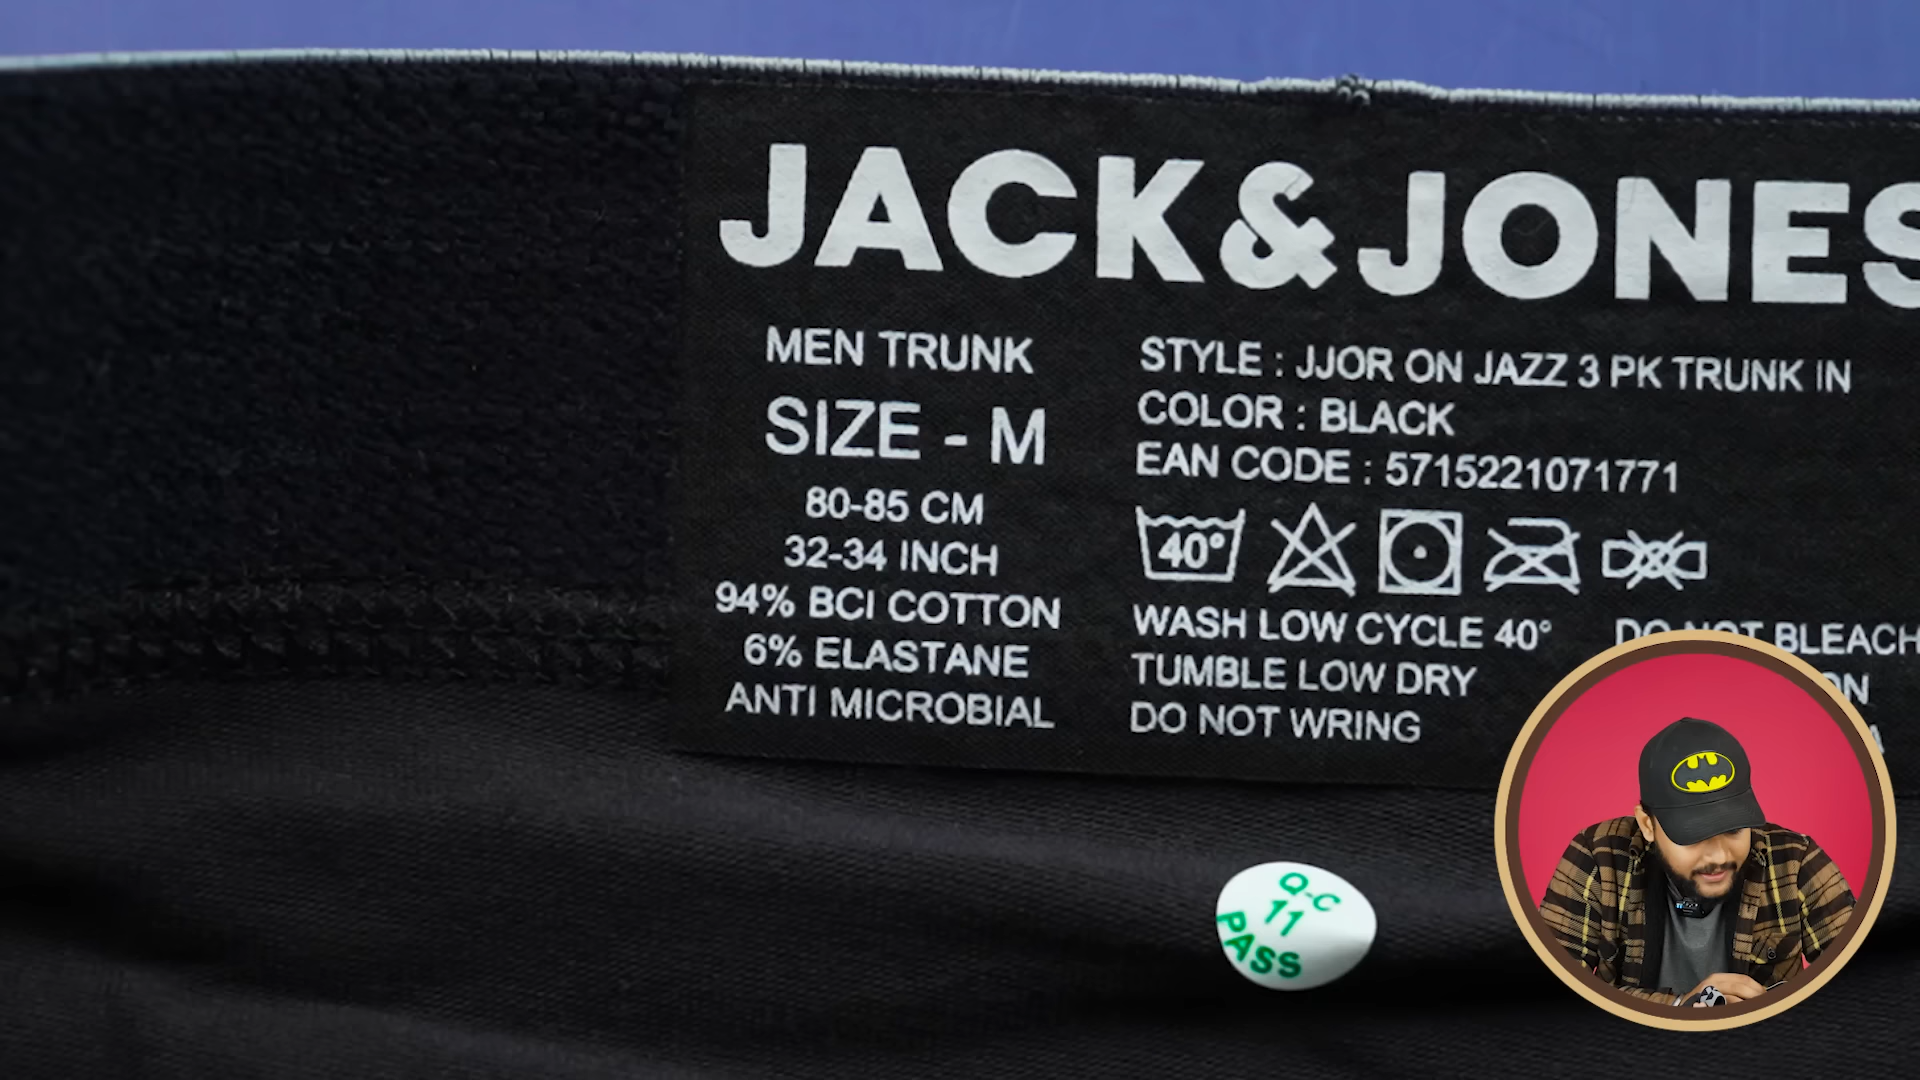 JACK&JONES
MEN TRUNK
SIZE - M
80-85 CM
32-34 INCH
94% BCI COTTON
6% ELASTANE
ANTI MICROBIAL
STYLE : JJOR ON JAZZ 3 PK TRUNK IN
COLOR : BLACK
EAN CODE : 5715221071771
40°
WASH LOW CYCLE 40° DO NOT BLEACH
TUMBLE LOW DRY
DO NOT WRING
Q-C
11
PASS